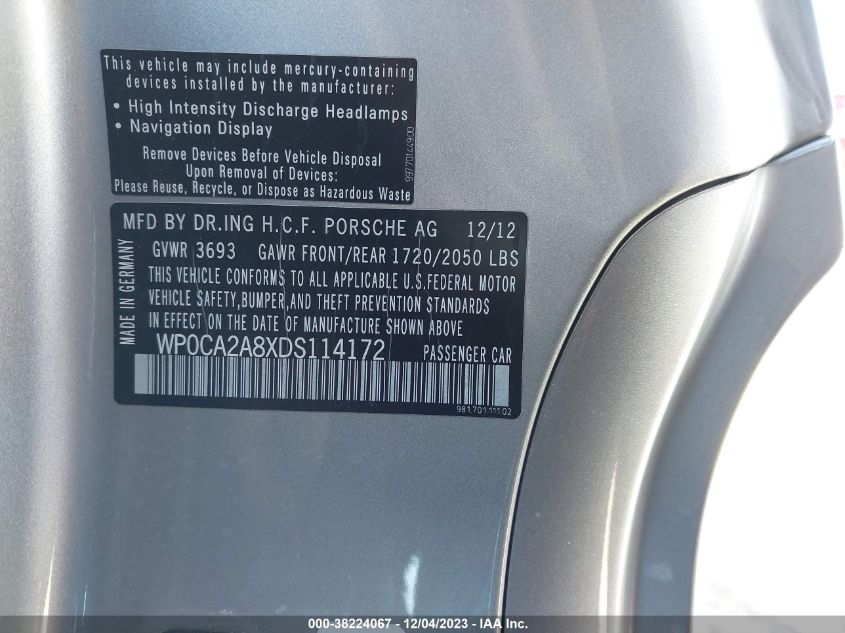 This vehicle may include mercury-containing
devices installed by the manufacturer:
• High Intensity Discharge Headlamps
• Navigation Display
Remove Devices Before Vehicle Disposal
Upon Removal of Devices:
Please Reuse, Recycle, or Dispose as Hazardous Waste
99770144900
MFD BY DR.ING H.C.F. PORSCHE AG 12/12
GVWR 3693 GAWR FRONT/REAR 1720/2050 LBS
THIS VEHICLE CONFORMS TO ALL APPLICABLE U.S.FEDERAL MOTOR
VEHICLE SAFETY,BUMPER,AND THEFT PREVENTION STANDARDS
IN EFFECT ON THE DATE OF MANUFACTURE SHOWN ABOVE
WP0CA2A8XDS114172 PASSENGER CAR
MADE IN GERMANY
98170111102
000-38224067 - 12/04/2023 - IAA Inc.